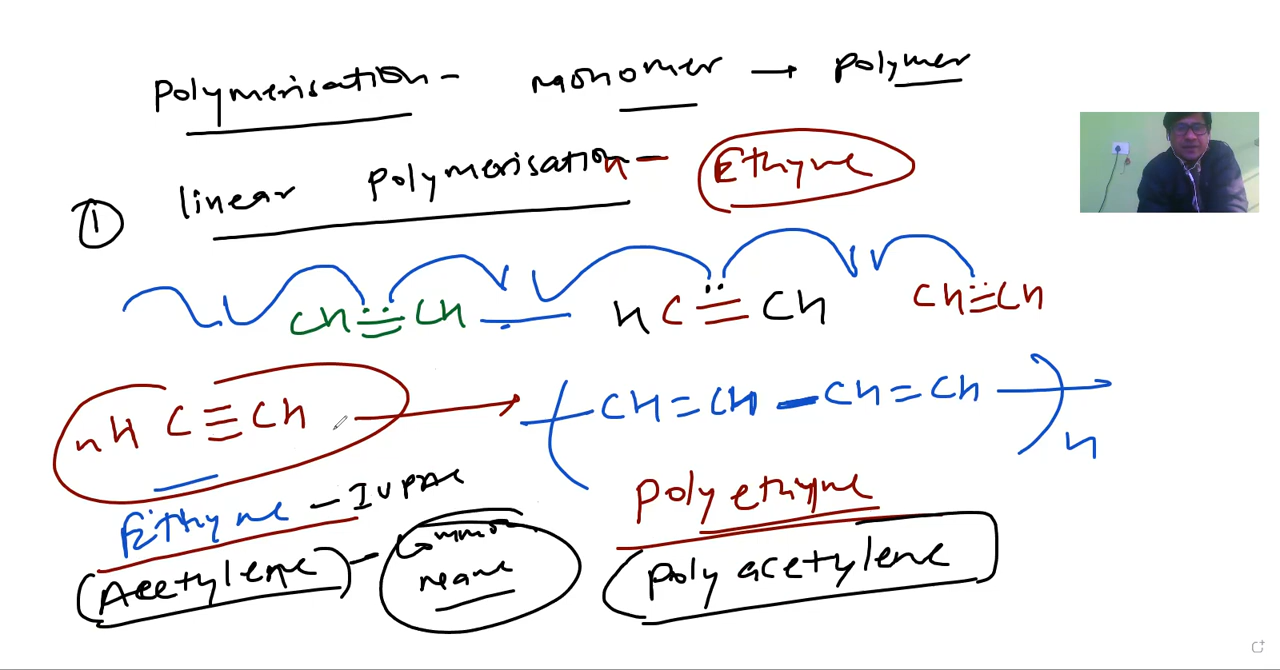 Polymerisation - monomer → polymer
① linear polymerisation - Ethyne
CH≡CH HC≡CH CH≡CH
nHC≡CH → (CH=CH-CH=CH)n
Ethyne - IUPAC
Polyethyne
Acetylene - Common name
Polyacetylene